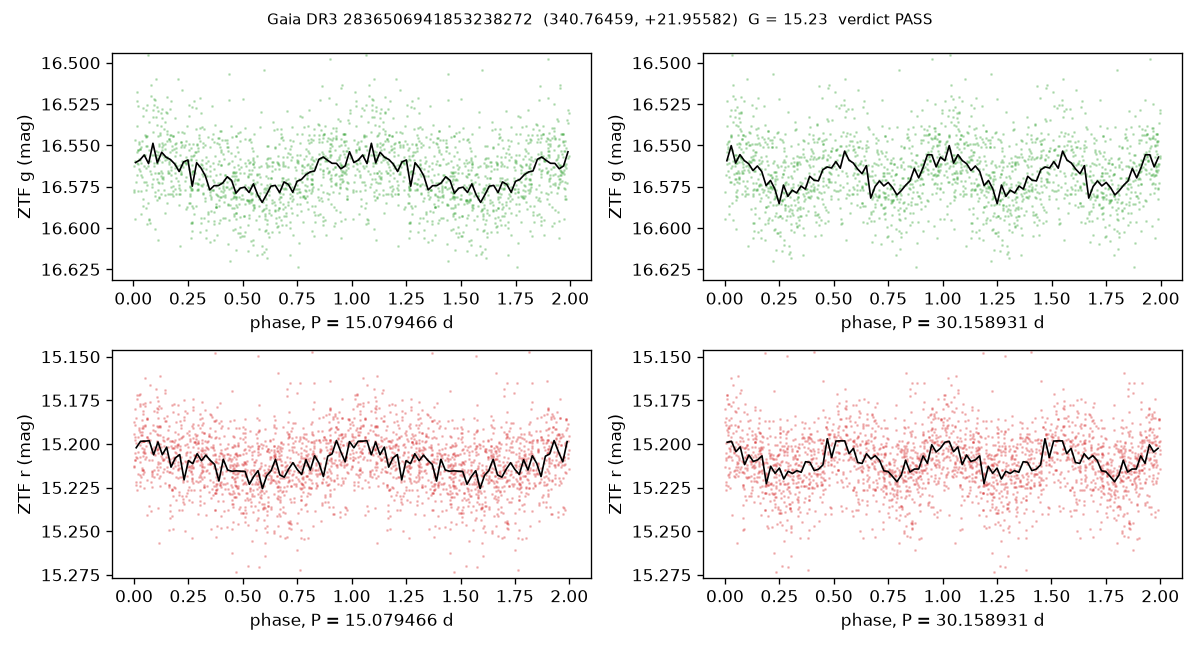 Gaia DR3 2836506941853238272 (340.76459, +21.95582) G = 15.23 verdict PASS
ZTF g (mag)
16.500
16.525
16.550
16.575
16.600
16.625
0.00 0.25 0.50 0.75 1.00 1.25 1.50 1.75 2.00
phase, P = 15.079466 d
ZTF g (mag)
16.500
16.525
16.550
16.575
16.600
16.625
0.00 0.25 0.50 0.75 1.00 1.25 1.50 1.75 2.00
phase, P = 30.158931 d
ZTF r (mag)
15.150
15.175
15.200
15.225
15.250
15.275
0.00 0.25 0.50 0.75 1.00 1.25 1.50 1.75 2.00
phase, P = 15.079466 d
ZTF r (mag)
15.150
15.175
15.200
15.225
15.250
15.275
0.00 0.25 0.50 0.75 1.00 1.25 1.50 1.75 2.00
phase, P = 30.158931 d